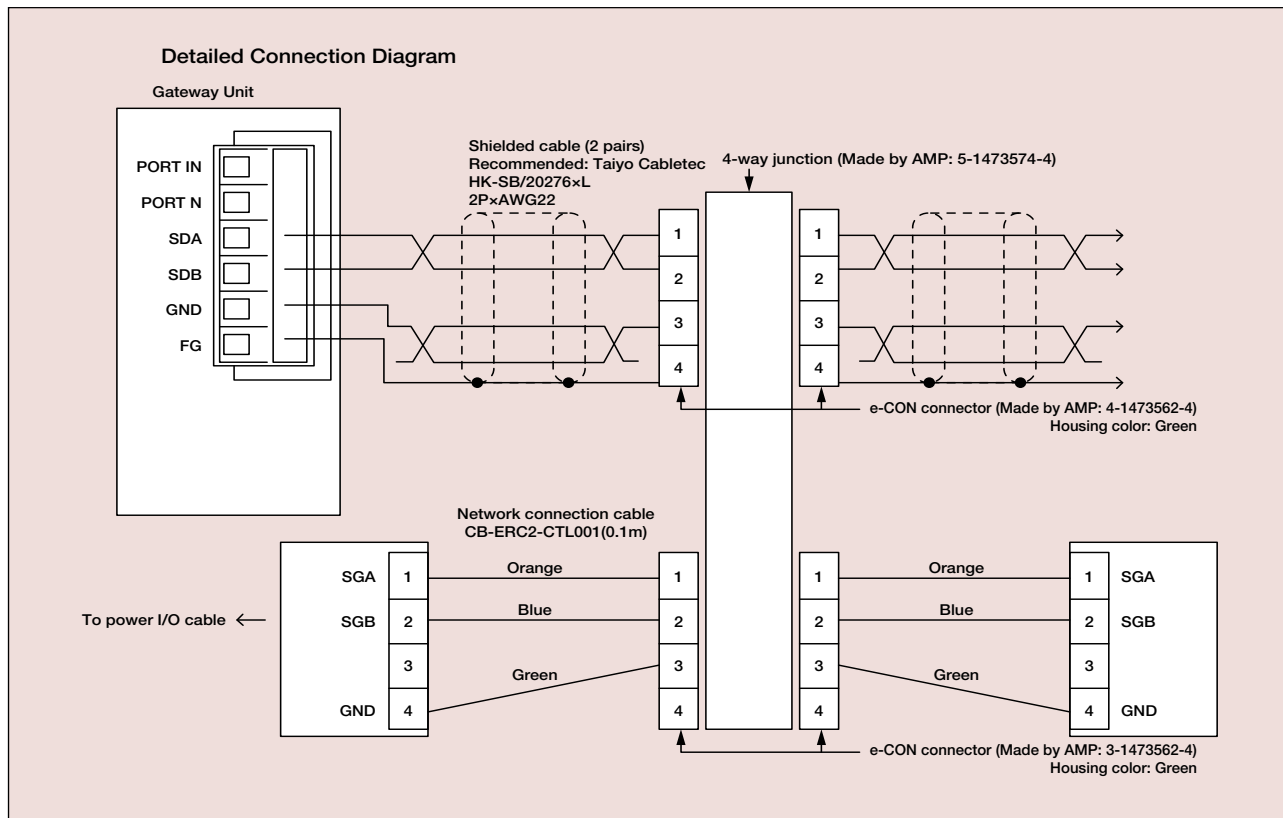 Detailed Connection Diagram
Gateway Unit
PORT IN
PORT N
SDA
SDB
GND
FG
Shielded cable (2 pairs)
Recommended: Taiyo Cabletec
HK-SB/20276×L
2P×AWG22
4-way junction (Made by AMP: 5-1473574-4)
1
2
3
4
1
2
3
4
e-CON connector (Made by AMP: 4-1473562-4)
Housing color: Green
Network connection cable
CB-ERC2-CTL001(0.1m)
To power I/O cable
SGA
SGB
GND
1
2
3
4
Orange
Blue
Green
1
2
3
4
1
2
3
4
Orange
Blue
Green
1
2
3
4
SGA
SGB
GND
e-CON connector (Made by AMP: 3-1473562-4)
Housing color: Green